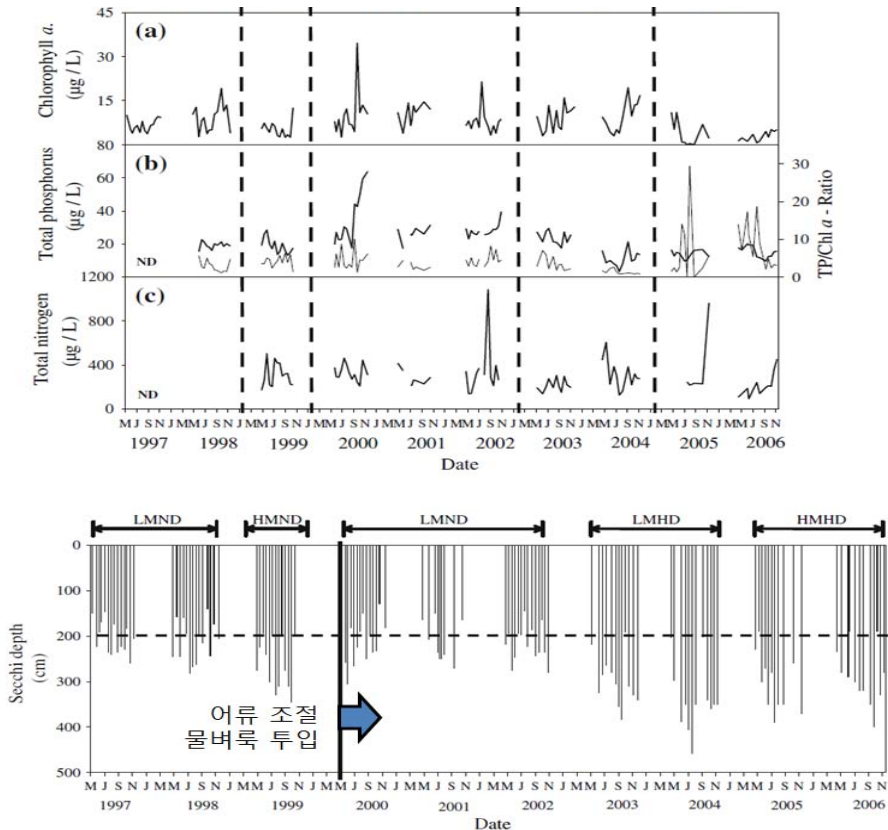 45
30
15
80
Chlorophyll a.
(μg / L)
(a)
60
40
20
1200
Total phosphorus
(μg / L)
(b)
ND
30
20
10
0
TP/Chl a - Ratio
800
400
0
Total nitrogen
(μg / L)
(c)
ND
M J S N J M M J S N J M M J S N J M M J S N J M M J S N J M M J S N J M M J S N J M M J S N J M M J S N J M M J S N
1997 1998 1999 2000 2001 2002 2003 2004 2005 2006
Date
LMND HMND LMND LMHD HMHD
0
100
200
300
400
500
Secchi depth
(cm)
어류 조절
물벼룩 투입
M J S N J M M J S N J M M J S N J M M J S N J M M J S N J M M J S N J M M J S N J M M J S N J M M J S N J M M J S N
1997 1998 1999 2000 2001 2002 2003 2004 2005 2006
Date